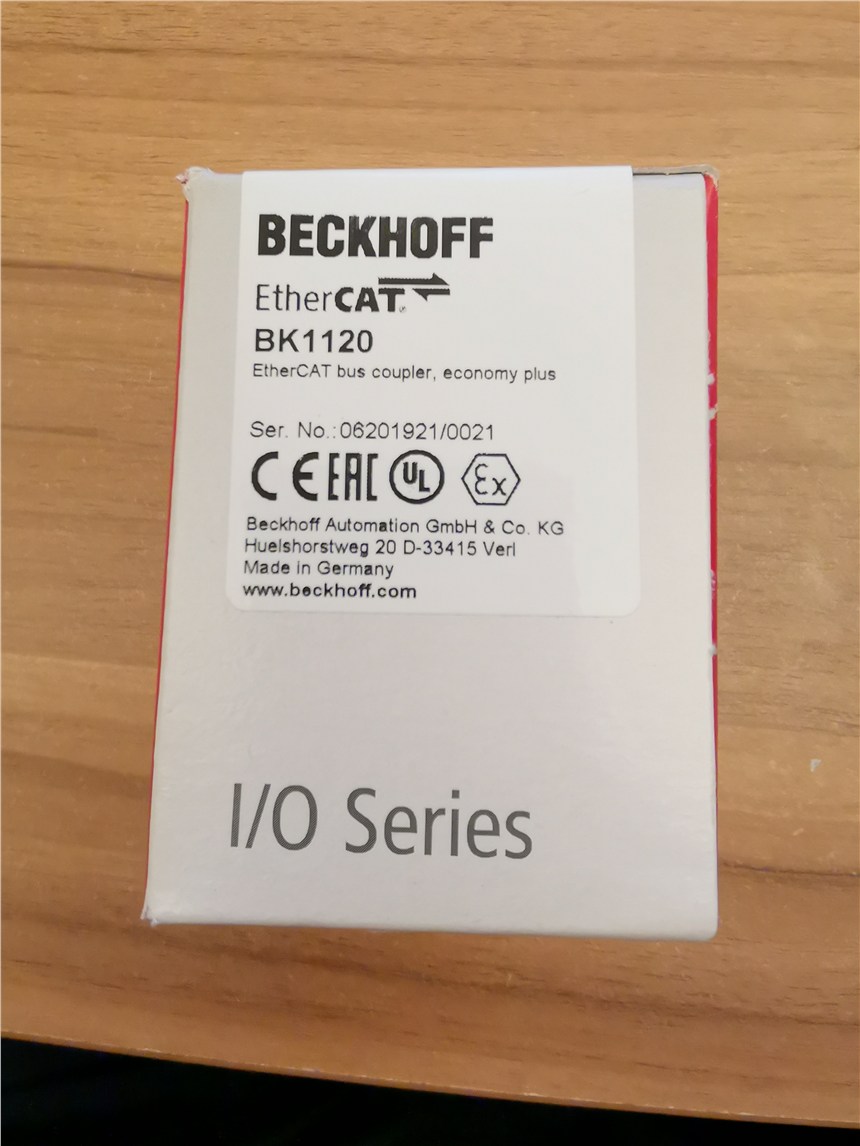 BECKHOFF
EtherCAT®
BK1120
EtherCAT bus coupler, economy plus
Ser. No.:06201921/0021
CE EAC UL Ex
Beckhoff Automation GmbH & Co. KG
Huelshorstweg 20 D-33415 Verl
Made in Germany
www.beckhoff.com
I/O Series